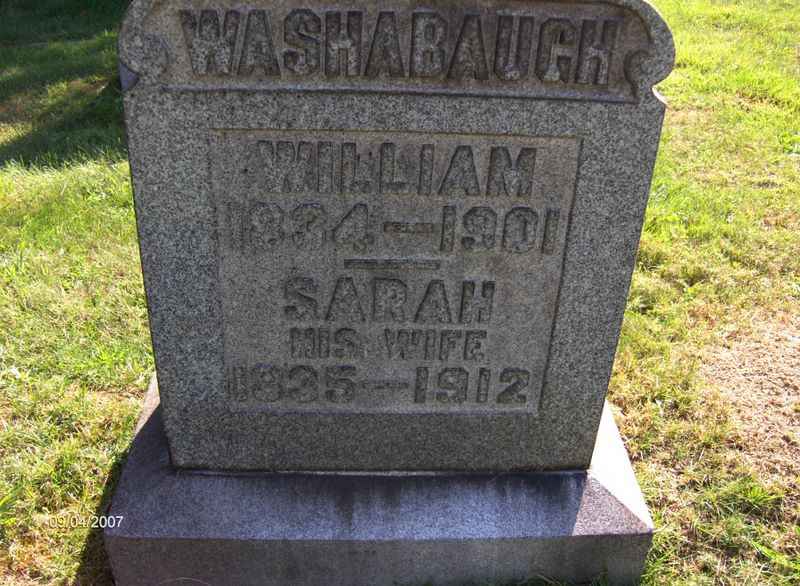 WASHABAUGH
WILLIAM
1834—1901
SARAH
HIS WIFE
1835—1912
09/04/2007